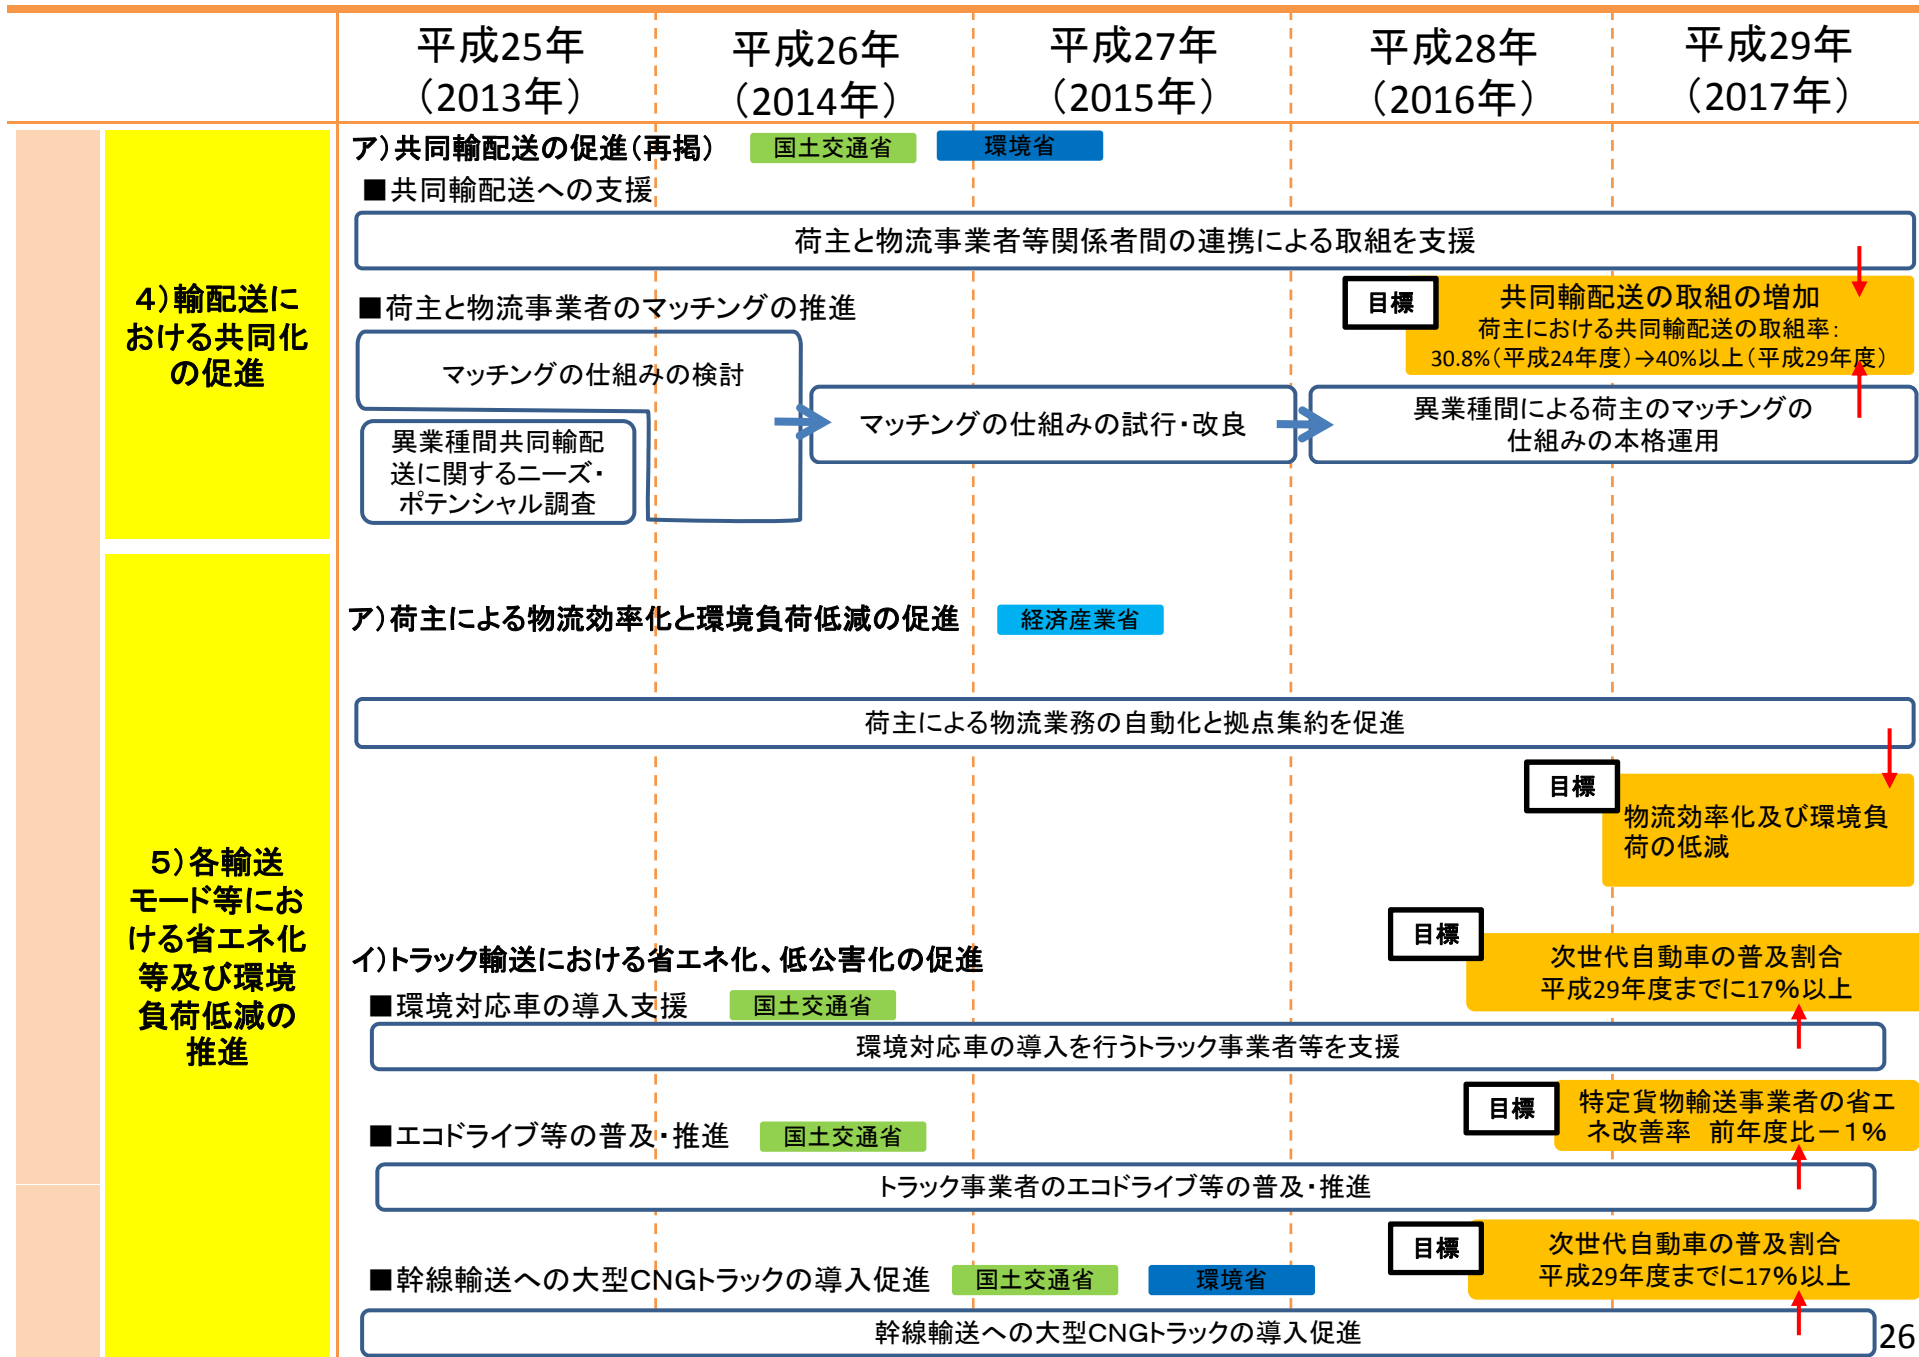 平成25年
（2013年）
平成26年
（2014年）
平成27年
（2015年）
平成28年
（2016年）
平成29年
（2017年）
4）輸配送に
おける共同化
の促進
ア）共同輸配送の促進（再掲）
国土交通省
環境省
■共同輸配送への支援
荷主と物流事業者等関係者間の連携による取組を支援
■荷主と物流事業者のマッチングの推進
目標
共同輸配送の取組の増加
荷主における共同輸配送の取組率：
30.8%（平成24年度）→40%以上（平成29年度）
マッチングの仕組みの検討
異業種間共同輸配
送に関するニーズ・
ポテンシャル調査
マッチングの仕組みの試行・改良
異業種間による荷主のマッチングの
仕組みの本格運用
5）各輸送
モード等にお
ける省エネ化
等及び環境
負荷低減の
推進
ア）荷主による物流効率化と環境負荷低減の促進
経済産業省
荷主による物流業務の自動化と拠点集約を促進
目標
物流効率化及び環境負
荷の低減
イ）トラック輸送における省エネ化、低公害化の促進
目標
次世代自動車の普及割合
平成29年度までに17％以上
■環境対応車の導入支援
国土交通省
環境対応車の導入を行うトラック事業者等を支援
目標
特定貨物輸送事業者の省エ
ネ改善率　前年度比－1％
■エコドライブ等の普及・推進
国土交通省
トラック事業者のエコドライブ等の普及・推進
目標
次世代自動車の普及割合
平成29年度までに17％以上
■幹線輸送への大型CNGトラックの導入促進
国土交通省
環境省
幹線輸送への大型CNGトラックの導入促進
26